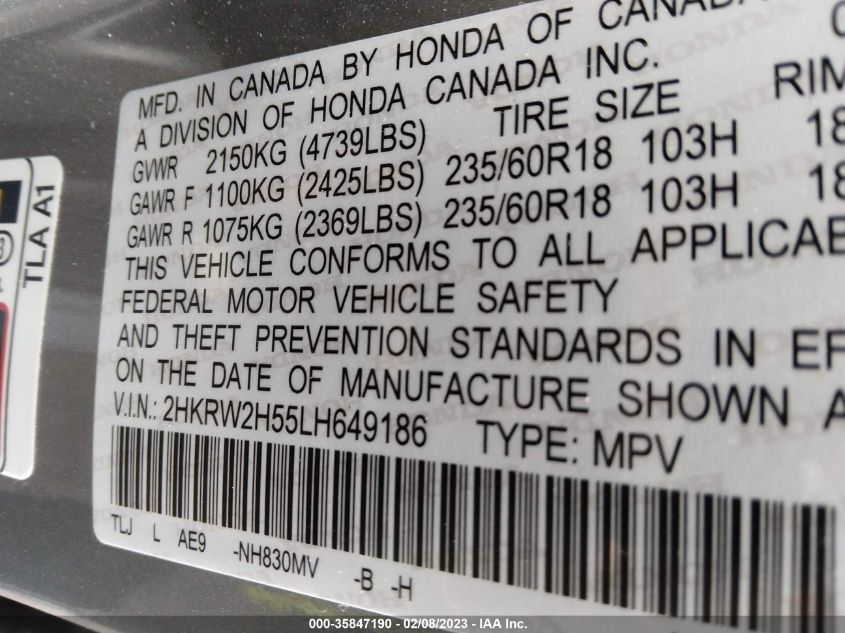 MFD. IN CANADA BY HONDA OF CANADA
A DIVISION OF HONDA CANADA INC.
GVWR 2150KG (4739LBS) TIRE SIZE RIM
GAWR F 1100KG (2425LBS) 235/60R18 103H 18
GAWR R 1075KG (2369LBS) 235/60R18 103H 18
THIS VEHICLE CONFORMS TO ALL APPLICAB
FEDERAL MOTOR VEHICLE SAFETY
AND THEFT PREVENTION STANDARDS IN EF
ON THE DATE OF MANUFACTURE SHOWN A
V.I.N.: 2HKRW2H55LH649186 TYPE: MPV
TLJ L AE9 -NH830MV -B -H
TLA A1
000-35847190 - 02/08/2023 - IAA Inc.